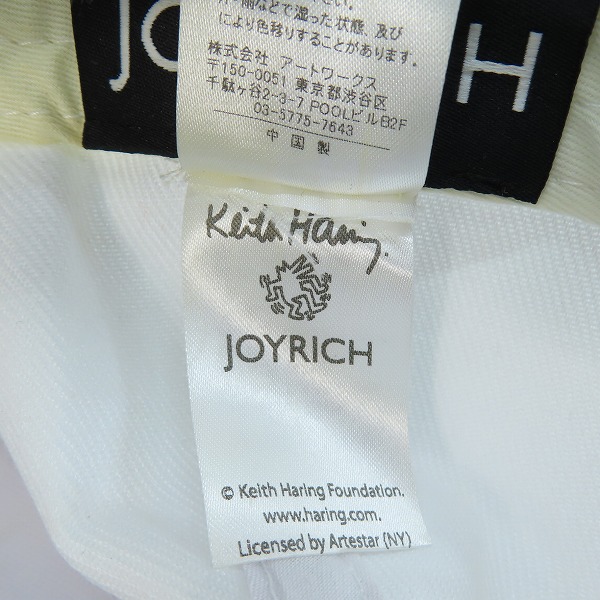 汗や雨などで湿った状態、及び
により色移りすることがあります。
株式会社 アートワークス
〒150-0051 東京都渋谷区
千駄ヶ谷2-3-7 POOLビルB2F
03-5775-7643
中国製
JO
H
Keith Haring.
JOYRICH
© Keith Haring Foundation.
www.haring.com.
Licensed by Artestar (NY)